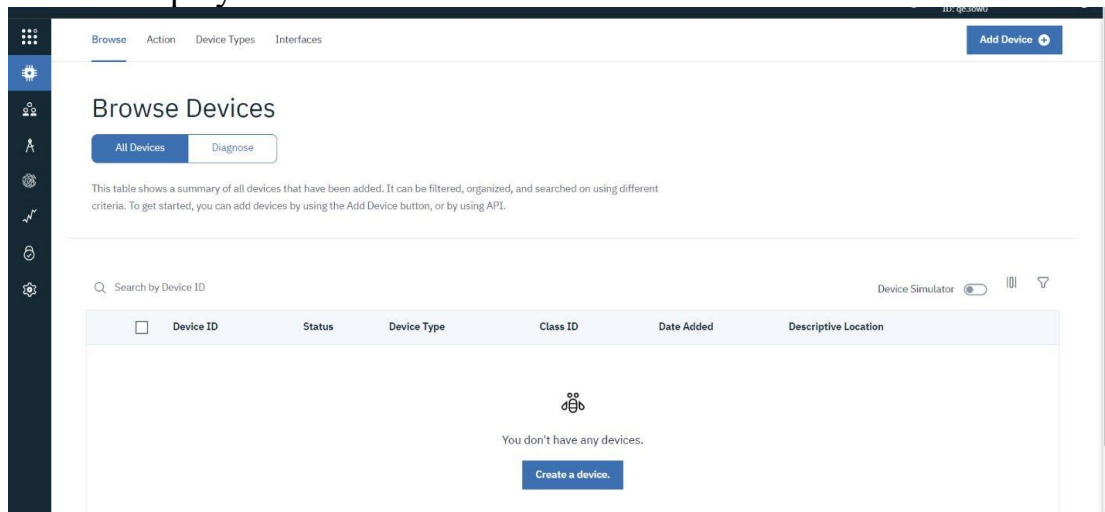 ID: qe3ow0
Browse Action Device Types Interfaces
Add Device
Browse Devices
All Devices Diagnose
This table shows a summary of all devices that have been added. It can be filtered, organized, and searched on using different
criteria. To get started, you can add devices by using the Add Device button, or by using API.
Search by Device ID
Device Simulator
Device ID Status Device Type Class ID Date Added Descriptive Location
You don't have any devices.
Create a device.